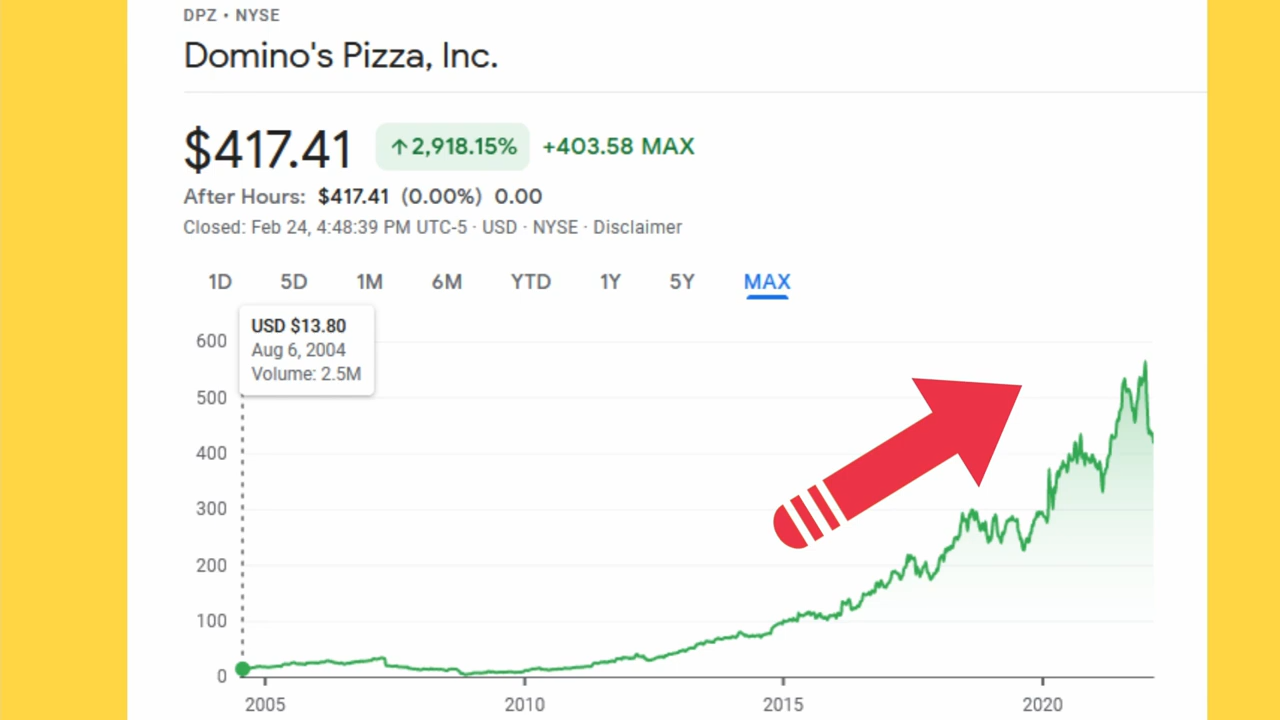 DPZ • NYSE
Domino's Pizza, Inc.
$417.41 ↑2,918.15% +403.58 MAX
After Hours: $417.41 (0.00%) 0.00
Closed: Feb 24, 4:48:39 PM UTC-5 · USD · NYSE · Disclaimer
1D 5D 1M 6M YTD 1Y 5Y MAX
USD $13.80
Aug 6, 2004
Volume: 2.5M
600
500
400
300
200
100
0
2005 2010 2015 2020